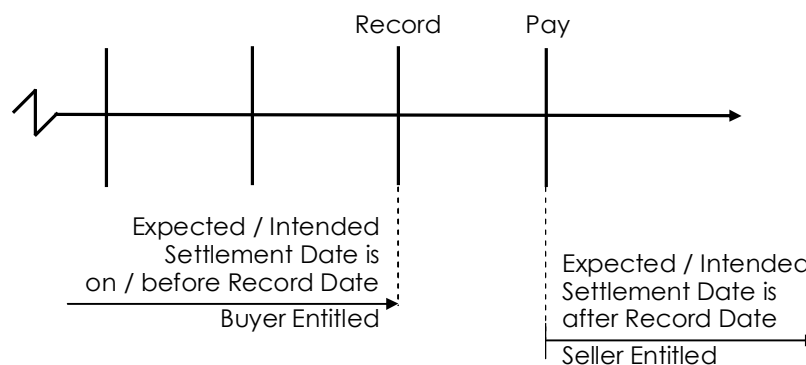 Record
Pay
Expected / Intended
Settlement Date is
on / before Record Date
Buyer Entitled
Expected / Intended
Settlement Date is
after Record Date
Seller Entitled